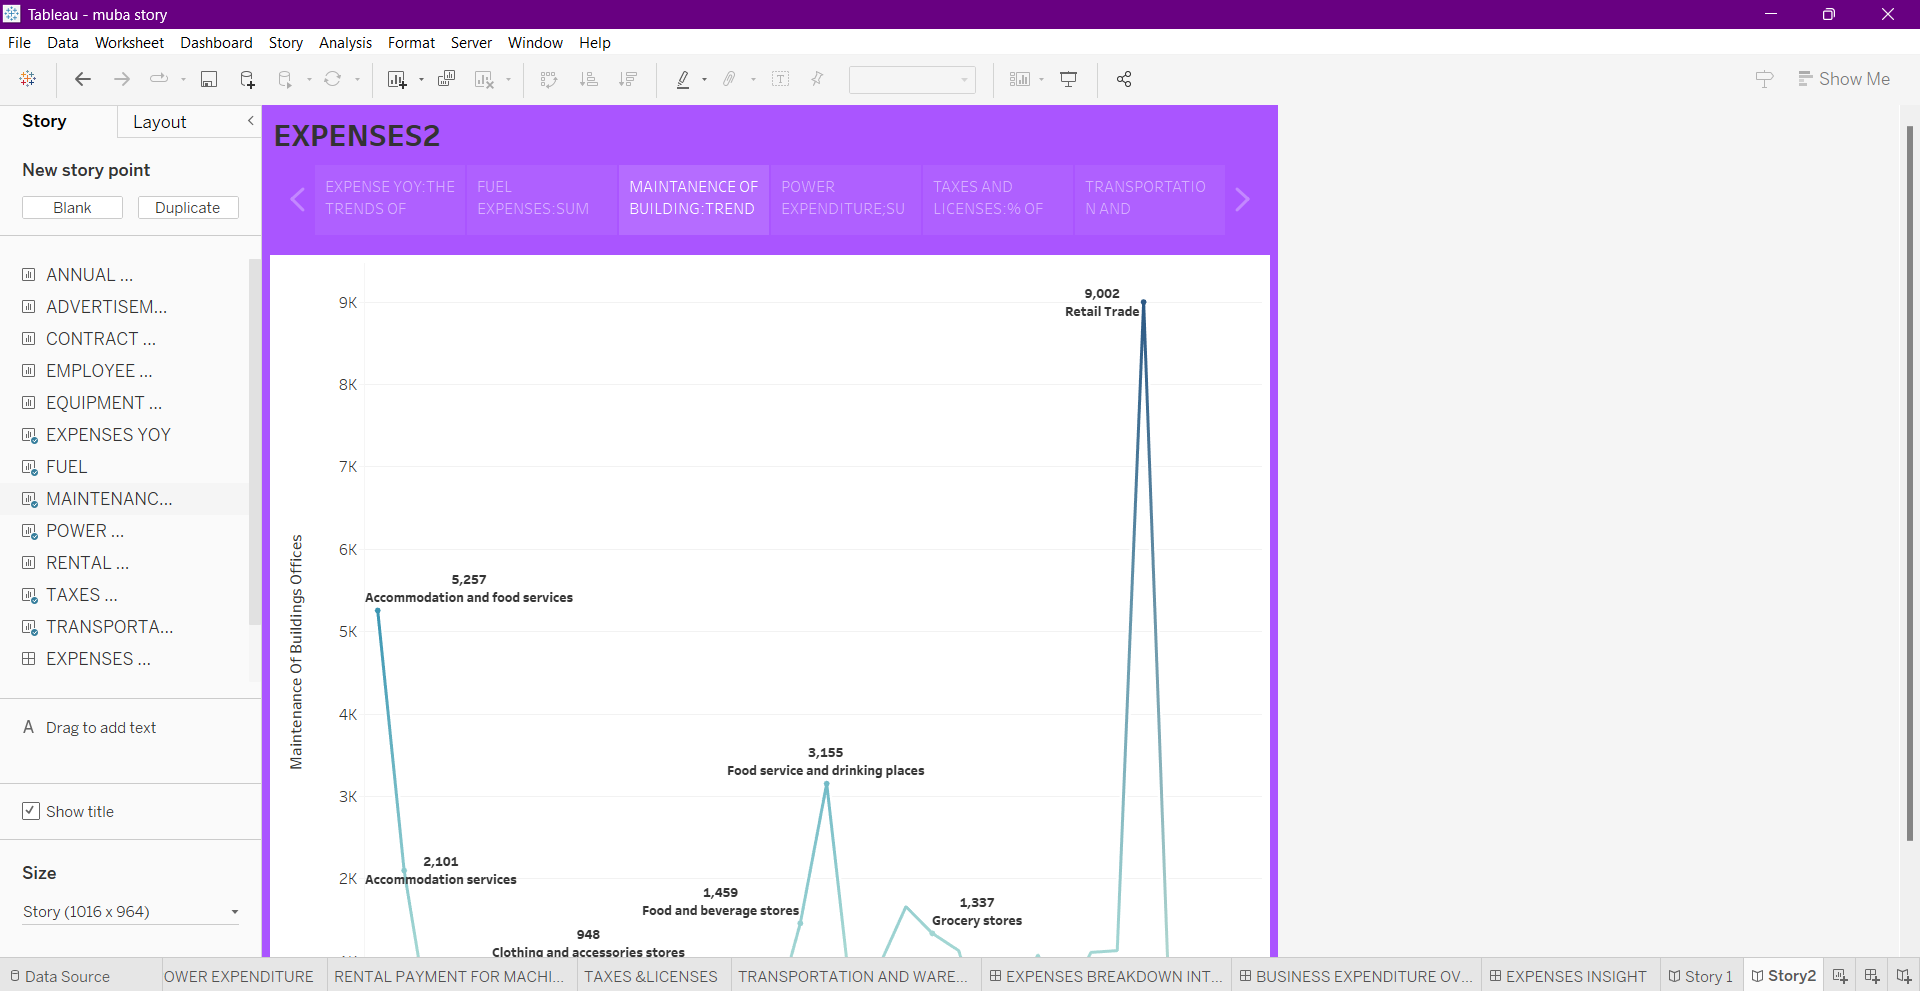 Tableau - muba story
File Data Worksheet Dashboard Story Analysis Format Server Window Help
Show Me
Story Layout
New story point
Blank Duplicate
ANNUAL ...
ADVERTISEM...
CONTRACT ...
EMPLOYEE ...
EQUIPMENT ...
EXPENSES YOY
FUEL
MAINTENANC...
POWER ...
RENTAL ...
TAXES ...
TRANSPORTA...
EXPENSES ...
A Drag to add text
Show title
Size
Story (1016 x 964)
EXPENSES2
EXPENSE YOY:THE
TRENDS OF
FUEL
EXPENSES:SUM
MAINTANENCE OF
BUILDING:TREND
POWER
EXPENDITURE;SU
TAXES AND
LICENSES:% OF
TRANSPORTATIO
N AND
Maintenance Of Buildings Offices
9K
8K
7K
6K
5K
4K
3K
2K
9,002
Retail Trade
5,257
Accommodation and food services
3,155
Food service and drinking places
2,101
Accommodation services
1,459
Food and beverage stores
1,337
Grocery stores
948
Clothing and accessories stores
Data Source
OWER EXPENDITURE
RENTAL PAYMENT FOR MACHI...
TAXES &LICENSES
TRANSPORTATION AND WARE...
EXPENSES BREAKDOWN INT...
BUSINESS EXPENDITURE OV...
EXPENSES INSIGHT
Story 1
Story2